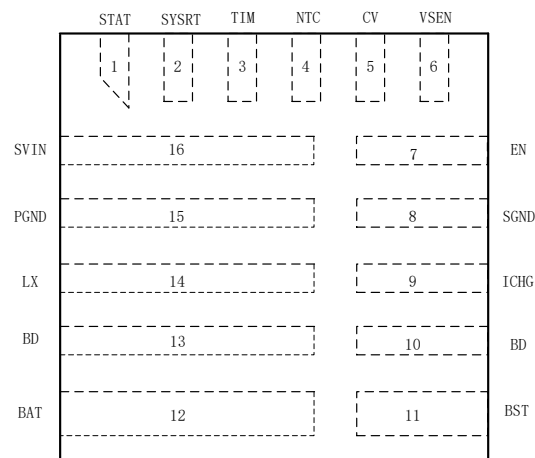 STAT SYSRT TIM NTC CV VSEN
1 2 3 4 5 6
SVIN 16 7 EN
PGND 15 8 SGND
LX 14 9 ICHG
BD 13 10 BD
BAT 12 11 BST